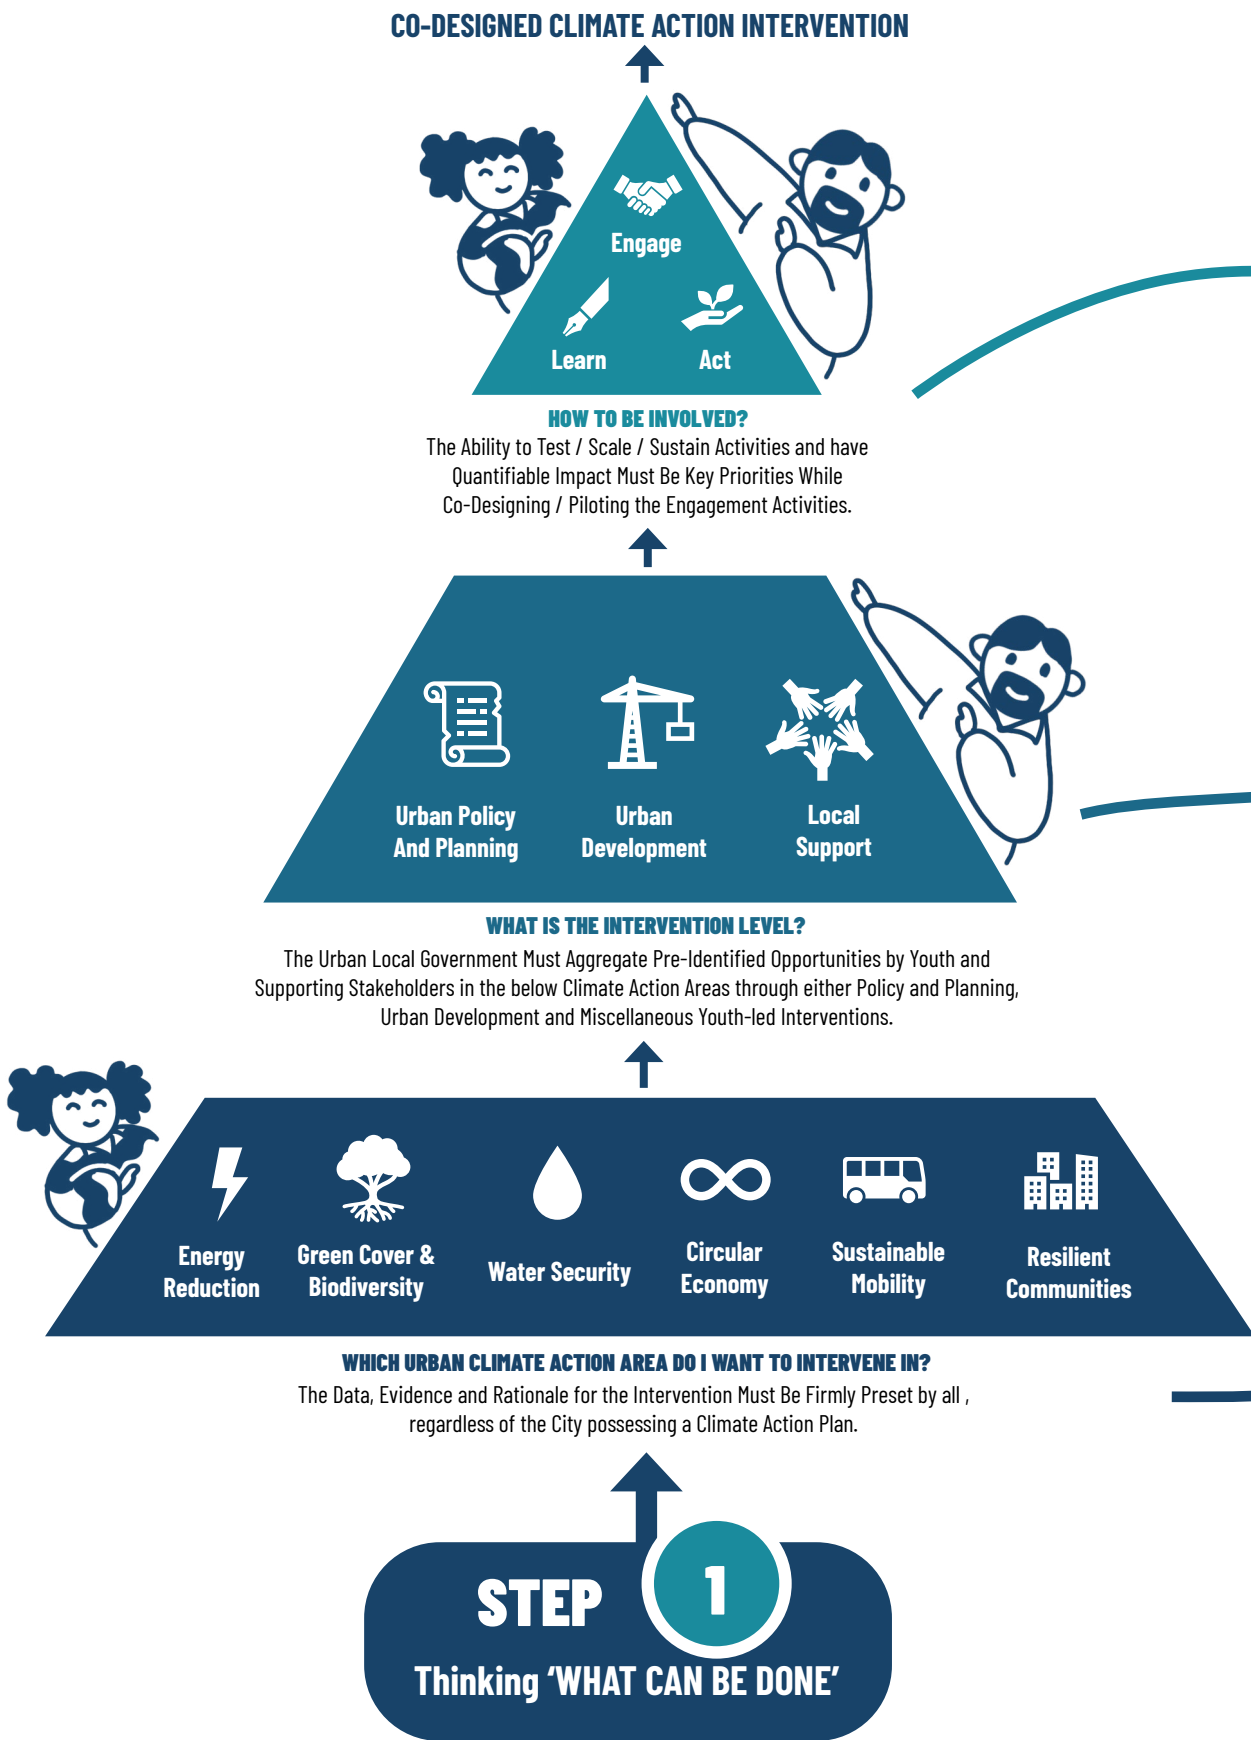 CO-DESIGNED CLIMATE ACTION INTERVENTION
Engage
Learn
Act
HOW TO BE INVOLVED?
The Ability to Test / Scale / Sustain Activities and have
Quantifiable Impact Must Be Key Priorities While
Co-Designing / Piloting the Engagement Activities.
Urban Policy
And Planning
Urban
Development
Local
Support
WHAT IS THE INTERVENTION LEVEL?
The Urban Local Government Must Aggregate Pre-Identified Opportunities by Youth and
Supporting Stakeholders in the below Climate Action Areas through either Policy and Planning,
Urban Development and Miscellaneous Youth-led Interventions.
Energy
Reduction
Green Cover &
Biodiversity
Water Security
Circular
Economy
Sustainable
Mobility
Resilient
Communities
WHICH URBAN CLIMATE ACTION AREA DO I WANT TO INTERVENE IN?
The Data, Evidence and Rationale for the Intervention Must Be Firmly Preset by all ,
regardless of the City possessing a Climate Action Plan.
STEP 1
Thinking ‘WHAT CAN BE DONE’